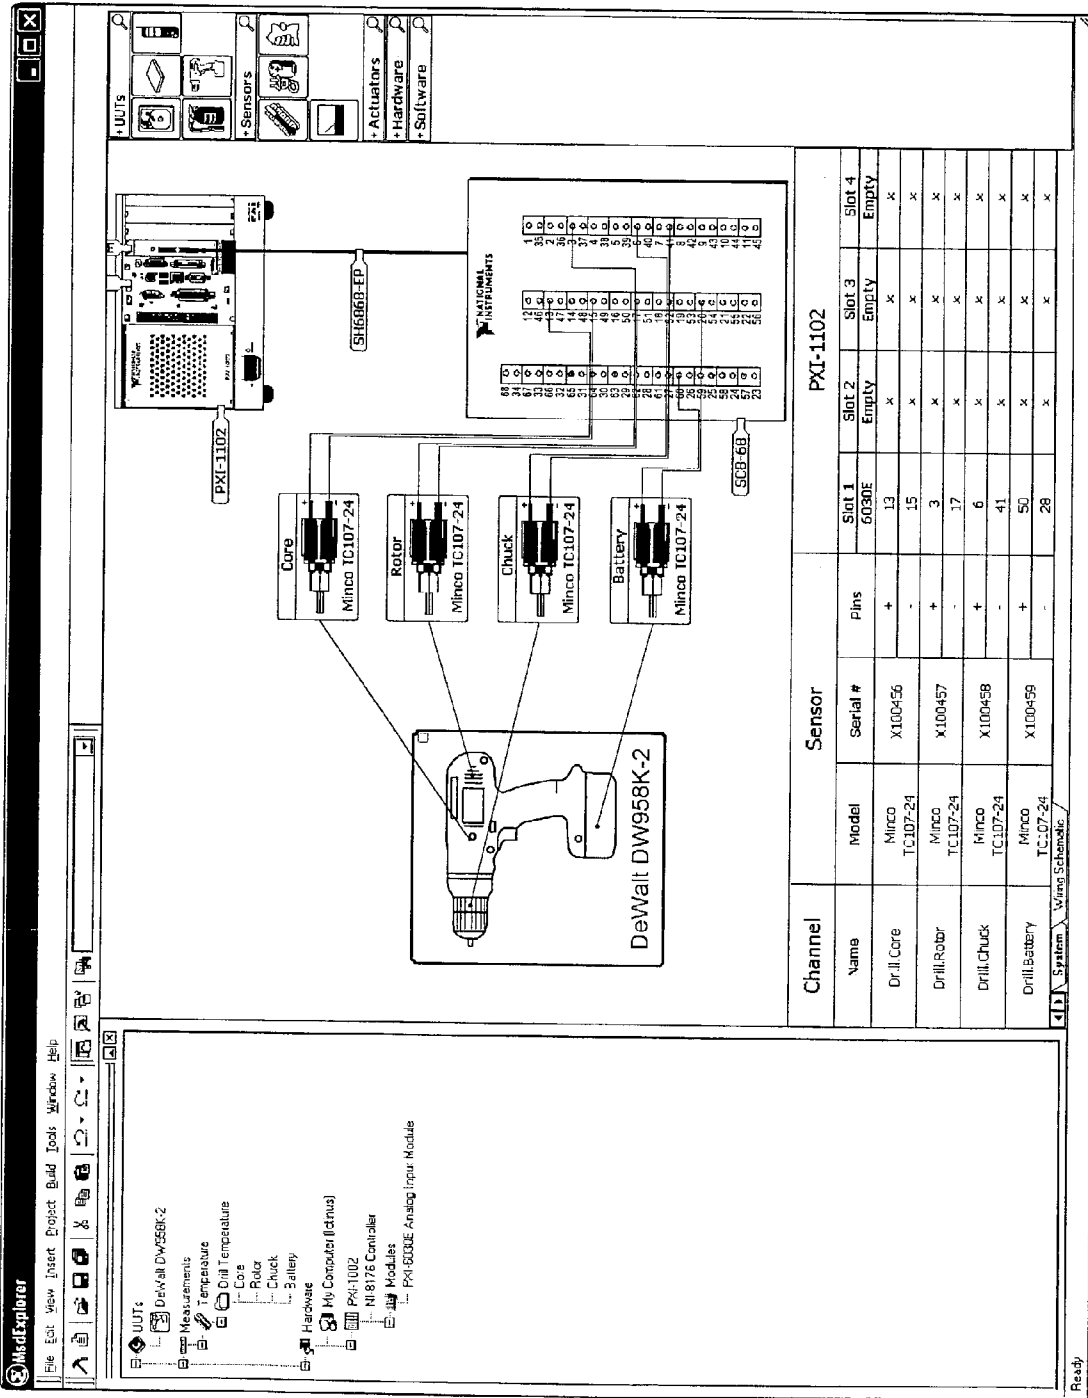 MsdExplorer
File Edit View Insert Project Build Tools Window Help
UUTs
DeWalt DW958K-2
Measurements
Temperature
Drill Temperature
Core
Rotor
Chuck
Battery
Hardware
My Computer
PXI-1002
NI-8176 Controller
Modules
PXI-6030E Analog Input Module
DeWalt DW958K-2
Core
+
-
Minco TC107-24
Rotor
+
-
Minco TC107-24
Chuck
+
-
Minco TC107-24
Battery
+
-
Minco TC107-24
PXI-1102
SH6868-EP
SCB-68
NATIONAL INSTRUMENTS
+UUTs
+Sensors
+Actuators
+Hardware
+Software
Channel Sensor PXI-1102
Name Model Serial # Pins Slot 1 6030E Slot 2 Empty Slot 3 Empty Slot 4 Empty
Drill.Core Minco TC107-24 X100456 + 13 x x x
- 15 x x x
Drill.Rotor Minco TC107-24 X100457 + 3 x x x
- 17 x x x
Drill.Chuck Minco TC107-24 X100458 + 6 x x x
- 41 x x x
Drill.Battery Minco TC107-24 X100459 + 50 x x x
- 28 x x x
System Wiring Schematic
Ready